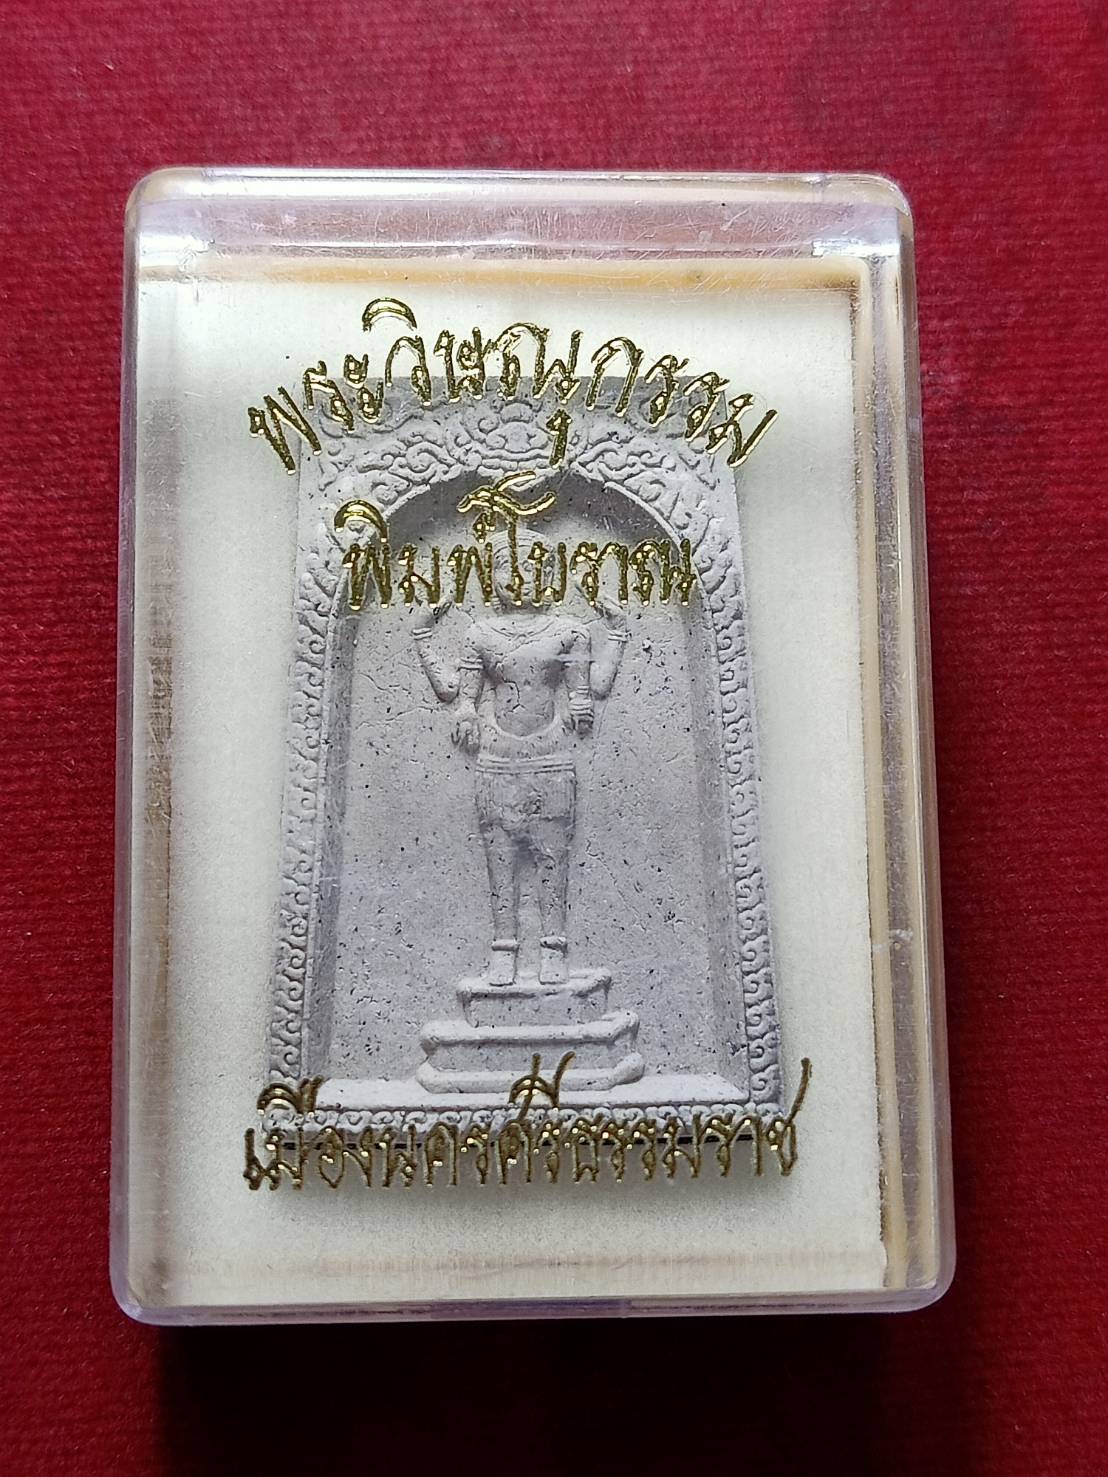 พระวิษณุกรรม
พิมพ์โบราณ
เมืองนครศรีธรรมราช